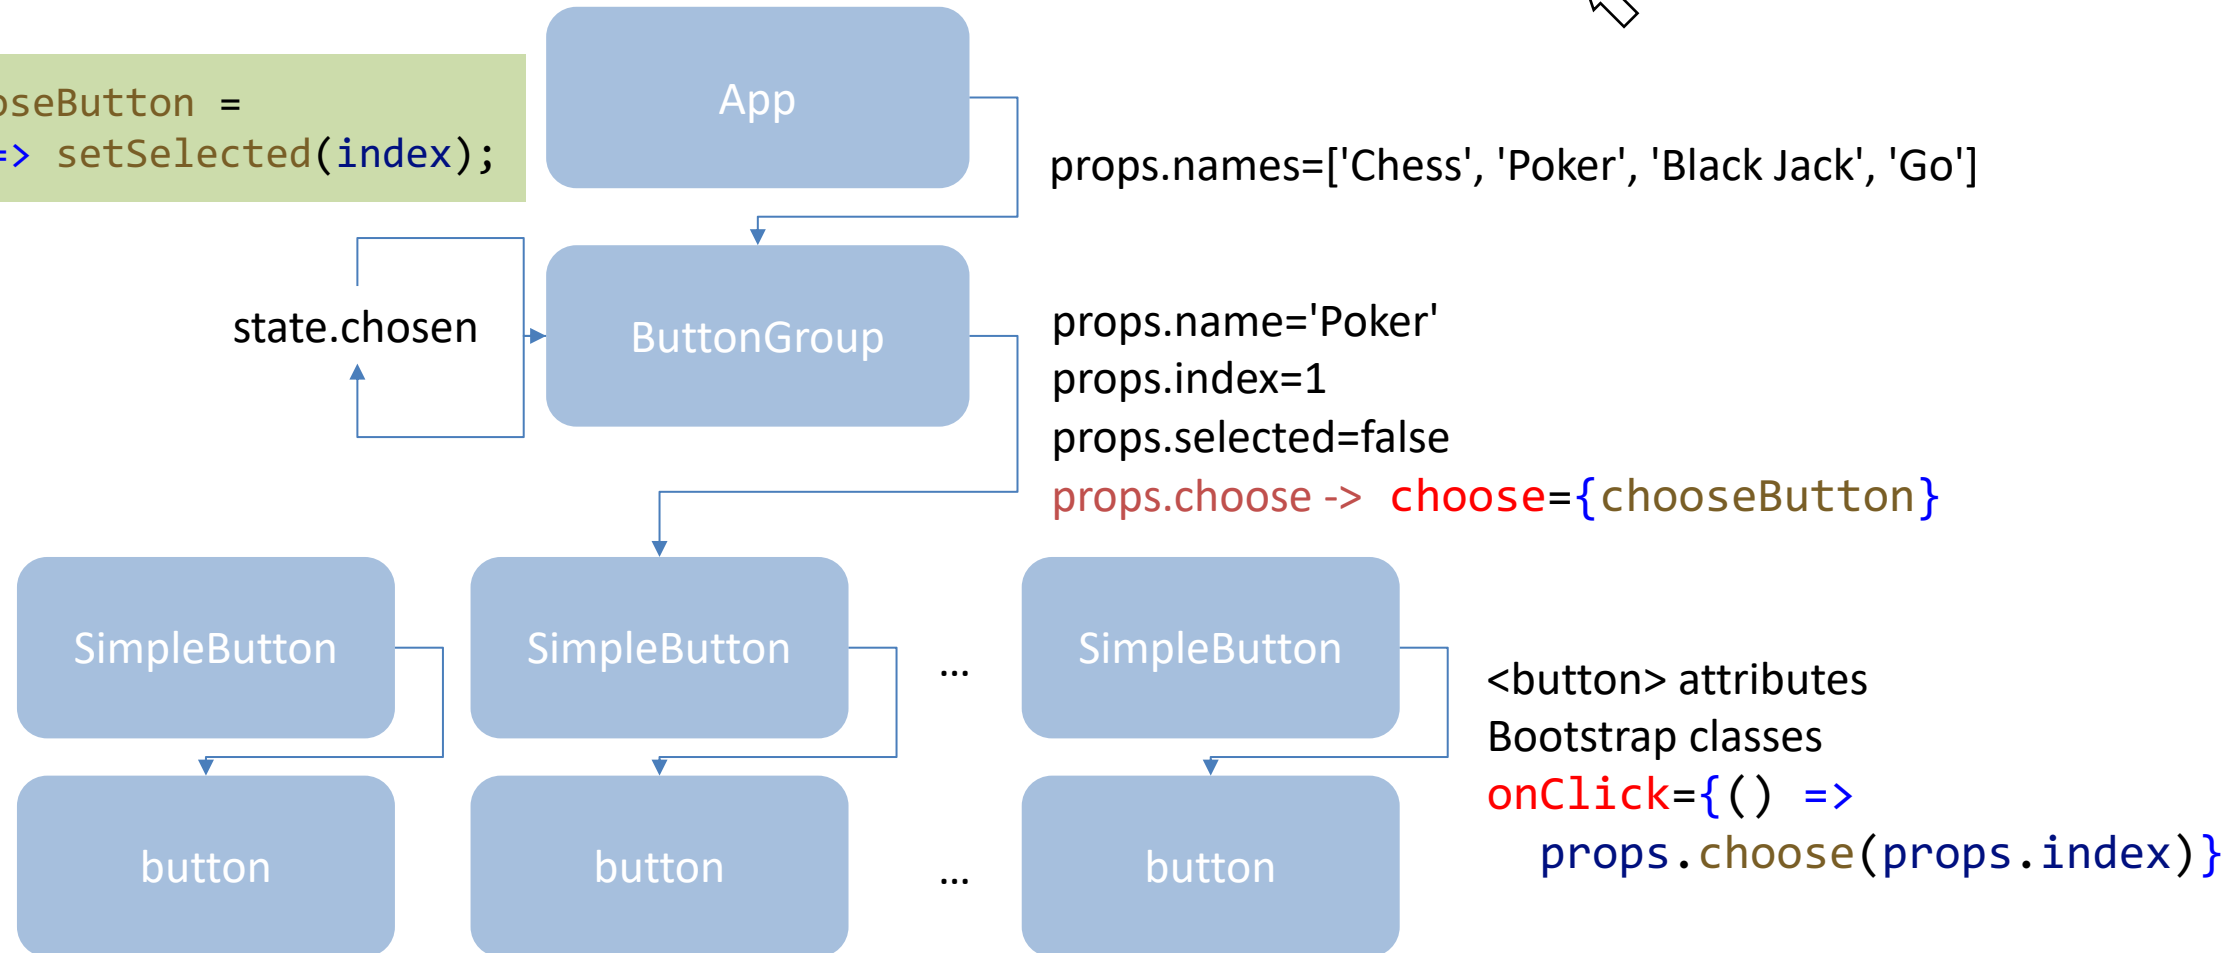 App
oseButton =
=> setSelected(index);
props.names=['Chess', 'Poker', 'Black Jack', 'Go']
state.chosen
ButtonGroup
props.name='Poker'
props.index=1
props.selected=false
props.choose -> choose={chooseButton}
SimpleButton
SimpleButton
...
SimpleButton
<button> attributes
Bootstrap classes
onClick={() =>
props.choose(props.index)}
button
button
...
button